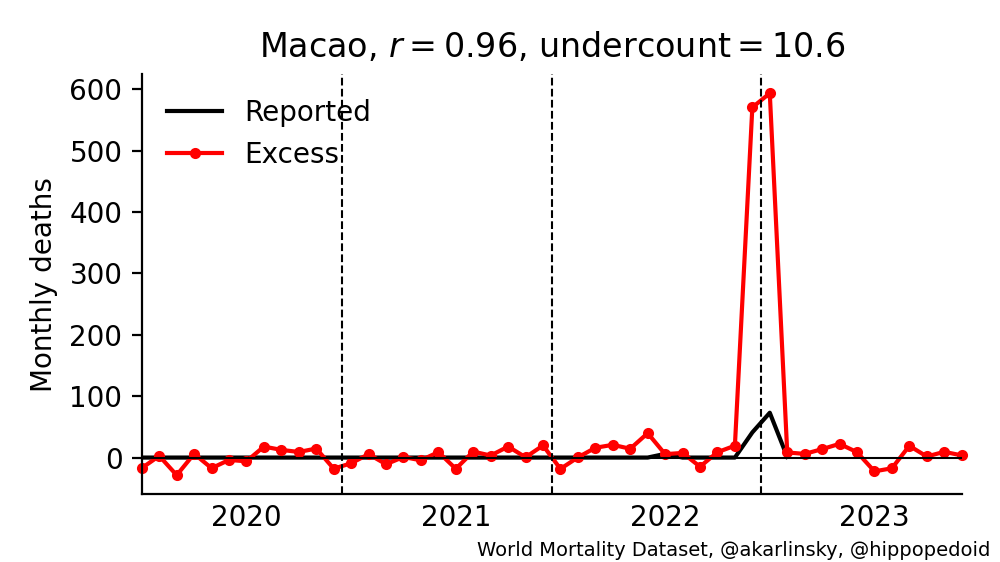 Macao, r = 0.96, undercount = 10.6
600
500
400
300
200
100
0
Monthly deaths
Reported
Excess
2020
2021
2022
2023
World Mortality Dataset, @akarlinsky, @hippopedoid